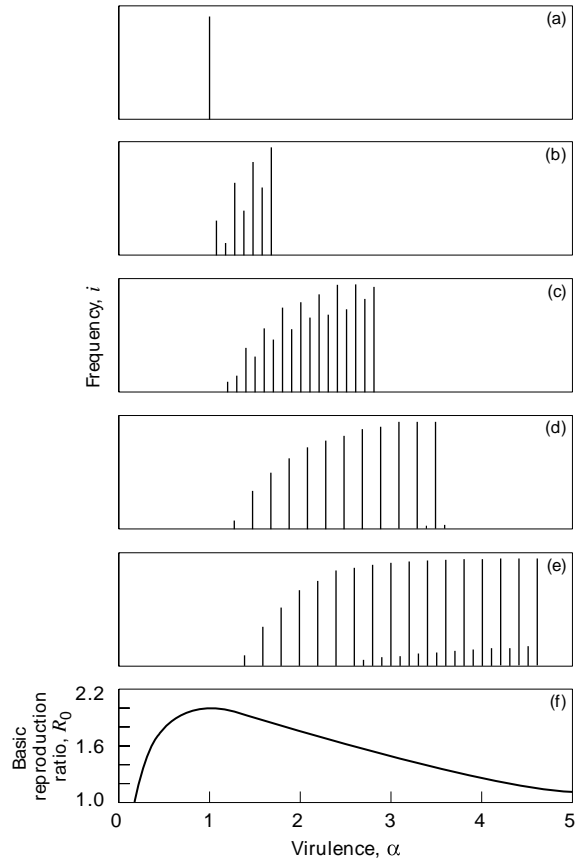 (a)
(b)
(c)
Frequency, i
(d)
(e)
(f)
Basic
reproduction
ratio, R0
2.2
1.6
1.0
0 1 2 3 4 5
Virulence, α